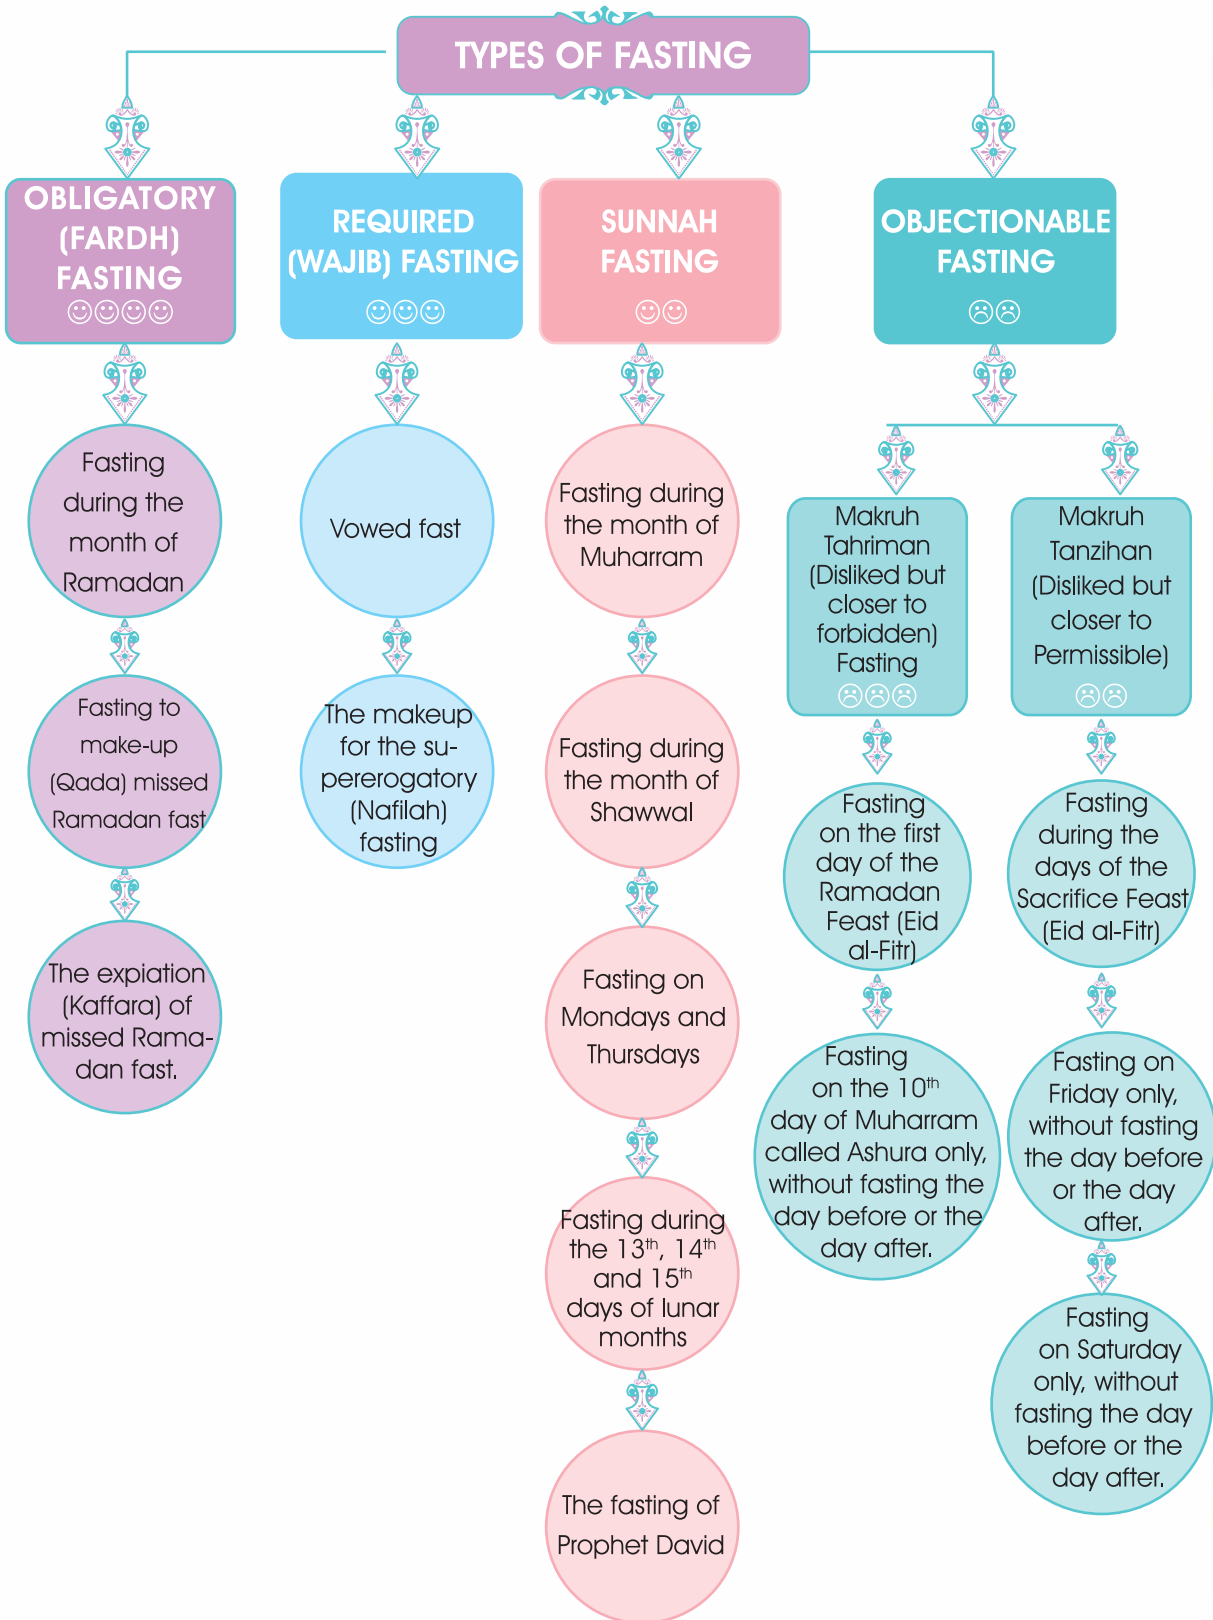 TYPES OF FASTING
OBLIGATORY
(FARDH)
FASTING
REQUIRED
(WAJIB) FASTING
SUNNAH
FASTING
OBJECTIONABLE
FASTING
Fasting
during the
month of
Ramadan
Fasting to
make-up
(Qada) missed
Ramadan fast
The expiation
(Kaffara) of
missed Rama-
dan fast.
Vowed fast
The makeup
for the su-
pererogatory
(Nafilah)
fasting
Fasting during
the month of
Muharram
Fasting during
the month of
Shawwal
Fasting on
Mondays and
Thursdays
Fasting during
the 13th, 14th
and 15th
days of lunar
months
The fasting of
Prophet David
Makruh
Tahriman
(Disliked but
closer to
forbidden)
Fasting
Fasting
on the first
day of the
Ramadan
Feast (Eid
al-Fitr)
Fasting
on the 10th
day of Muharram
called Ashura only,
without fasting the
day before or the
day after.
Makruh
Tanzihan
(Disliked but
closer to
Permissible)
Fasting
during the
days of the
Sacrifice Feast
(Eid al-Fitr)
Fasting on
Friday only,
without fasting
the day before
or the day
after.
Fasting
on Saturday
only, without
fasting the day
before or the
day after.